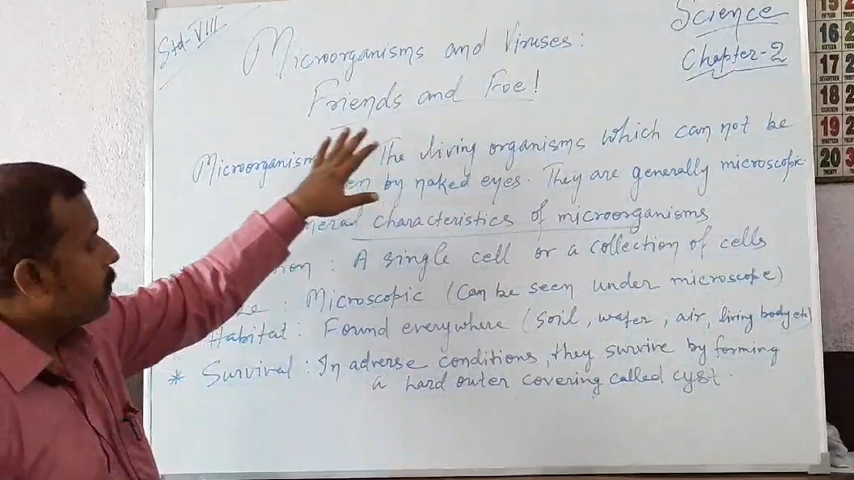 Std-VIII
Science
Chapter-2
Microorganisms and Viruses:
Friends and Foe!
Microorganisms The living organisms which can not be
by naked eyes. They are generally microscopic.
characteristics of microorganisms
: A single cell or a collection of cells
: Microscopic (Can be seen under microscope)
Habitat : Found everywhere (soil, water, air, living body etc)
* Survival : In adverse conditions, they survive by forming
a hard outer covering called cyst.
15
16
17
18
19
20